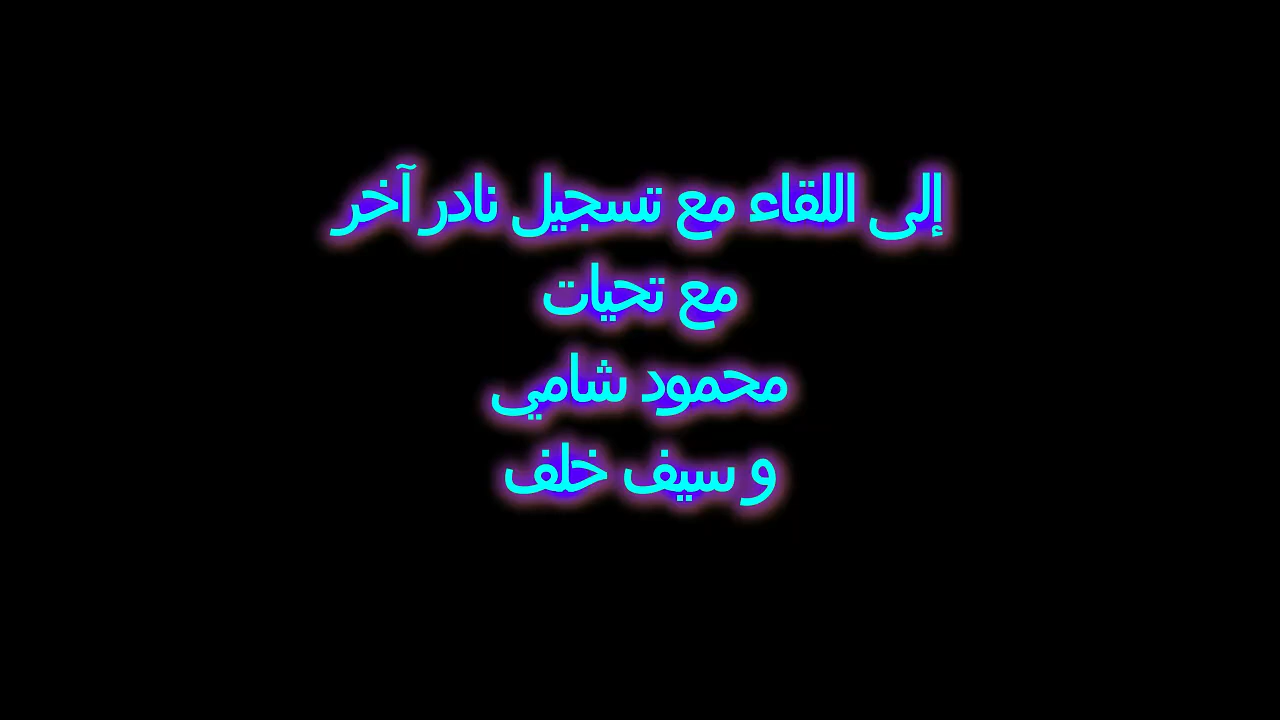 إلى اللقاء مع تسجيل نادر آخر
مع تحيات
محمود شامي
و سيف خلف